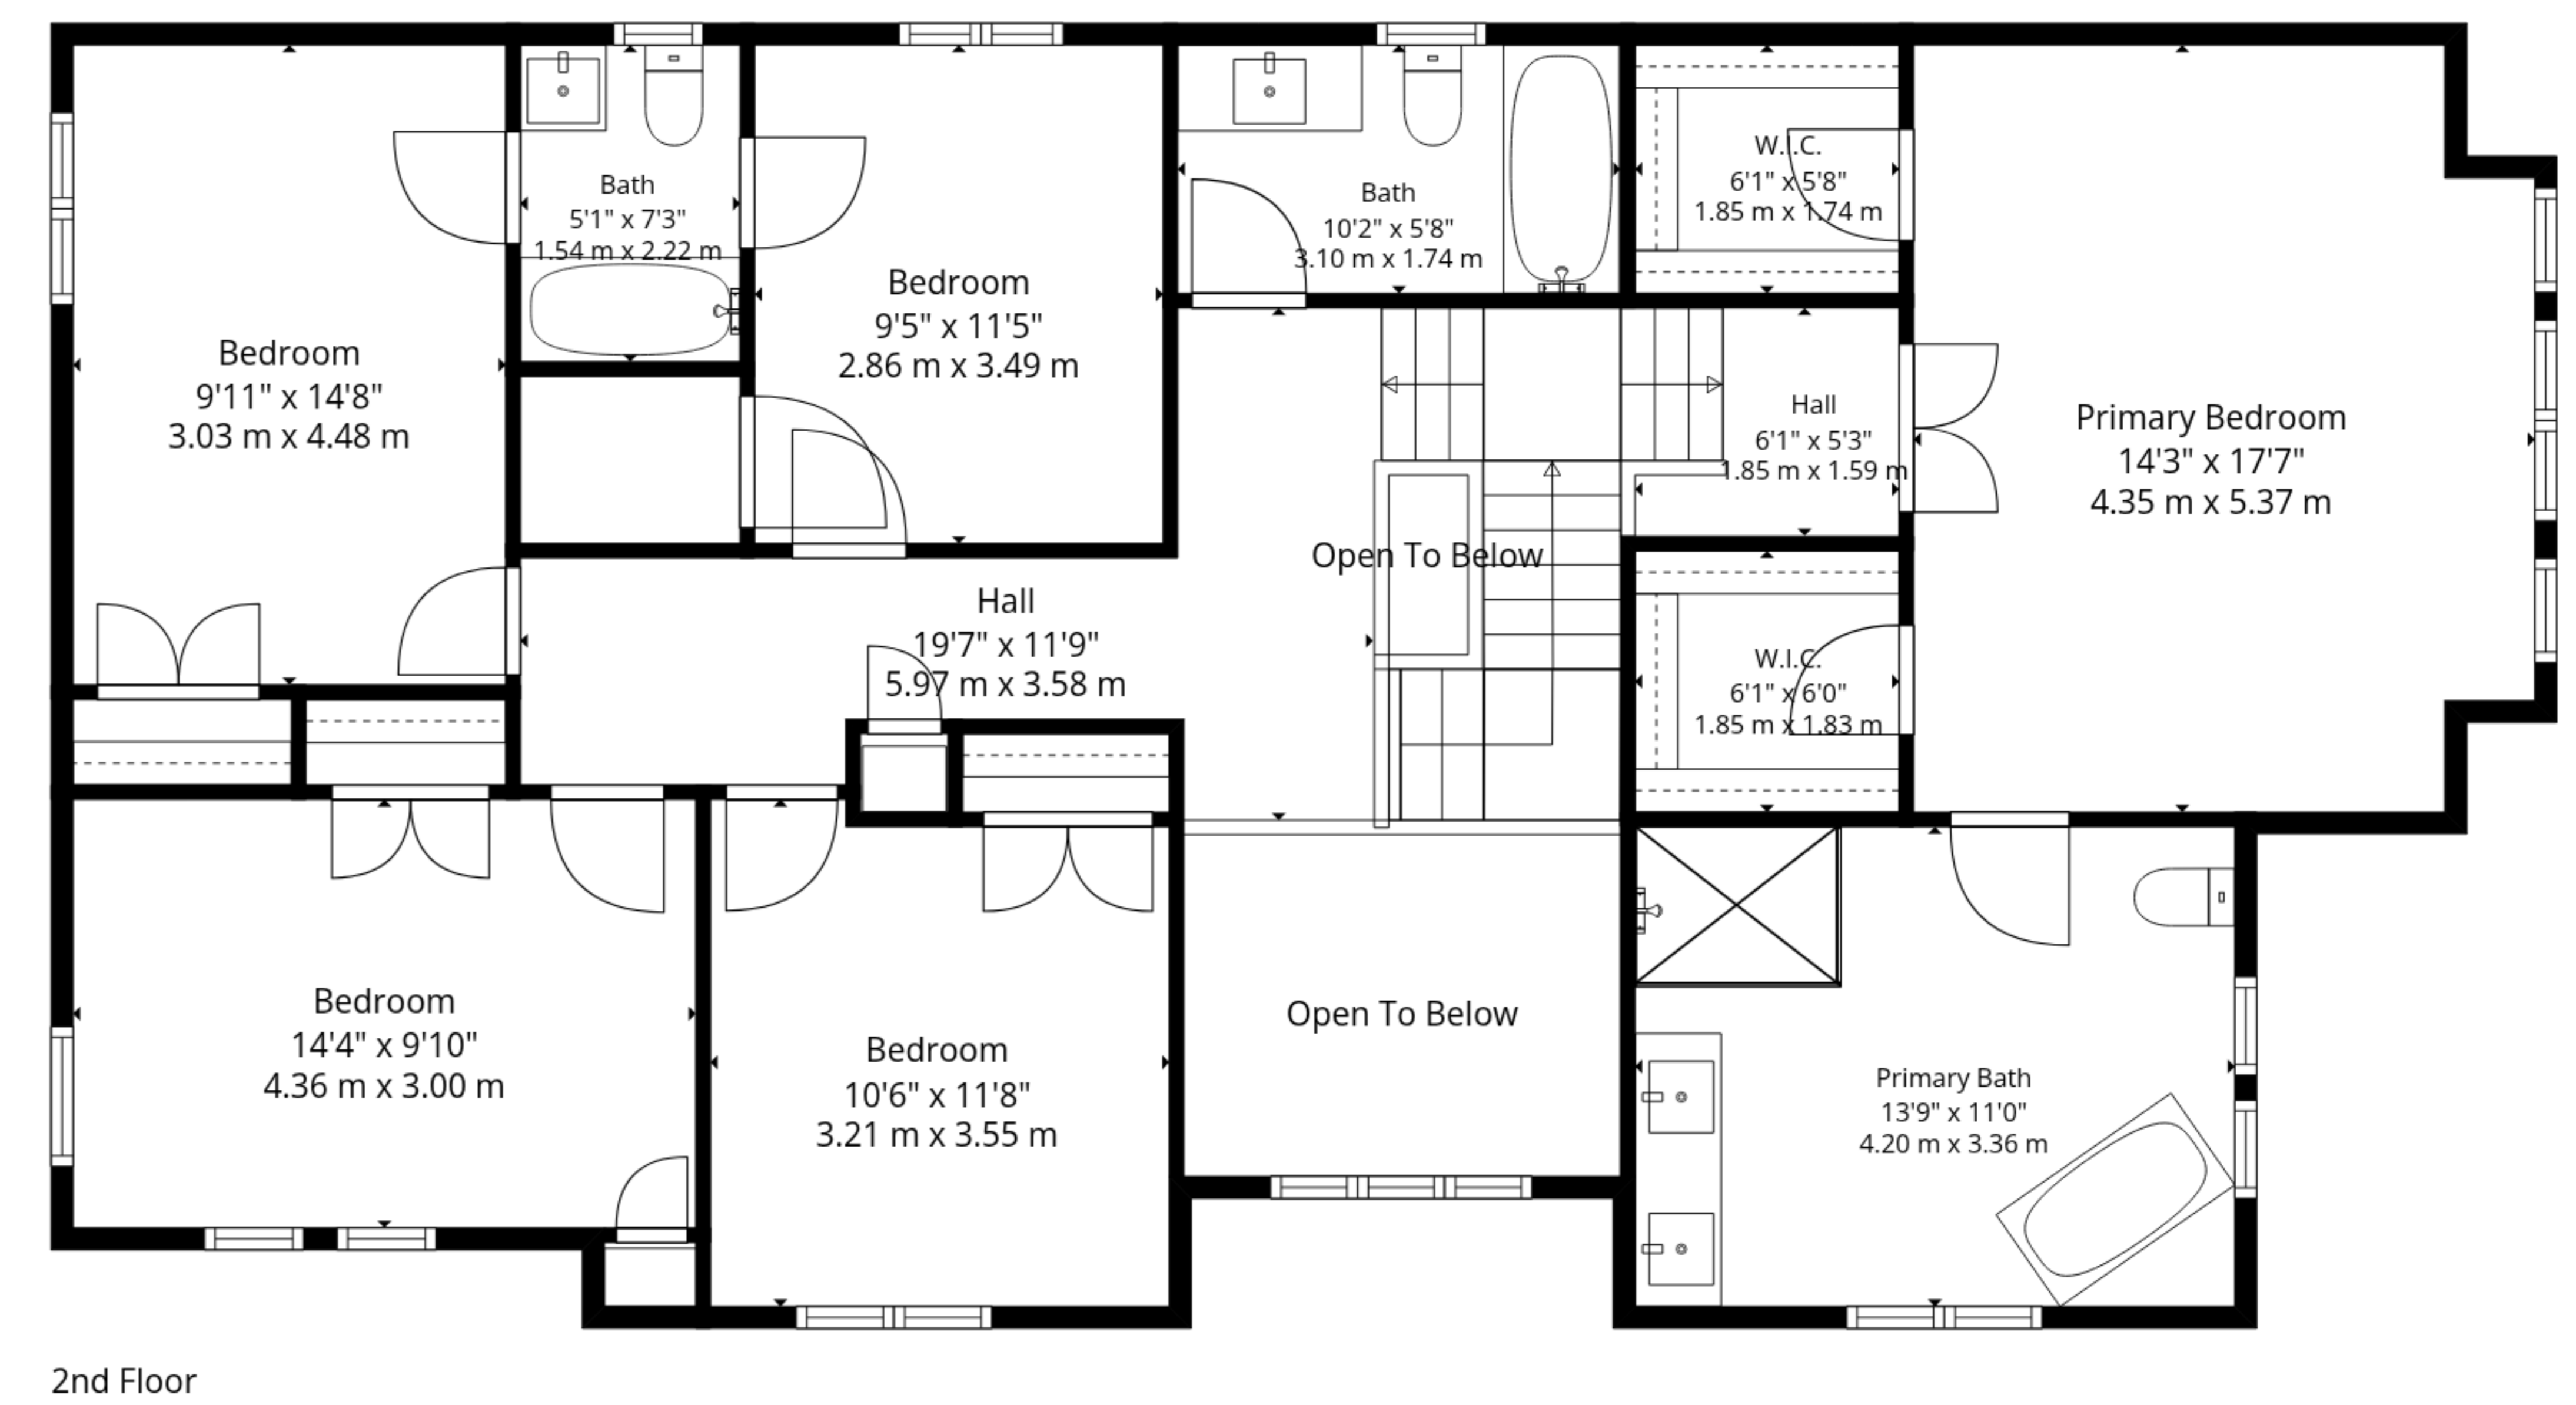 Bath
5'1" x 7'3"
1.54 m x 2.22 m
Bedroom
9'11" x 14'8"
3.03 m x 4.48 m
Bedroom
9'5" x 11'5"
2.86 m x 3.49 m
Bath
10'2" x 5'8"
3.10 m x 1.74 m
W.I.C.
6'1" x 5'8"
1.85 m x 1.74 m
Hall
6'1" x 5'3"
1.85 m x 1.59 m
Primary Bedroom
14'3" x 17'7"
4.35 m x 5.37 m
Open To Below
Hall
19'7" x 11'9"
5.97 m x 3.58 m
W.I.C.
6'1" x 6'0"
1.85 m x 1.83 m
Bedroom
14'4" x 9'10"
4.36 m x 3.00 m
Bedroom
10'6" x 11'8"
3.21 m x 3.55 m
Open To Below
Primary Bath
13'9" x 11'0"
4.20 m x 3.36 m
2nd Floor